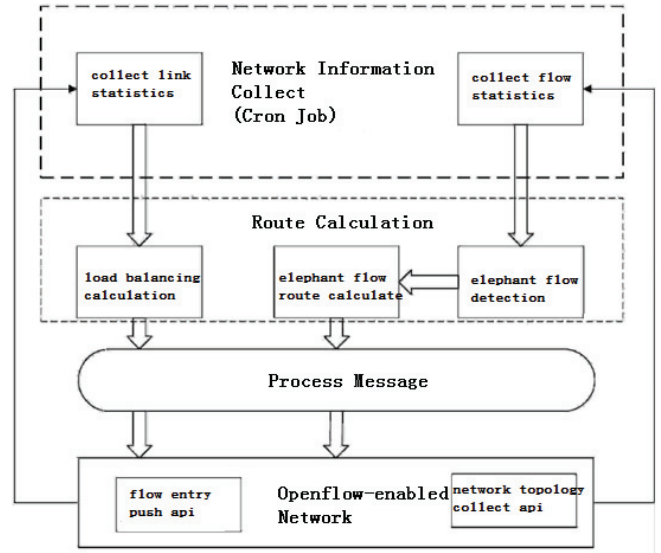 collect link
statistics
Network Information
Collect
(Cron Job)
collect flow
statistics
Route Calculation
load balancing
calculation
elephant flow
route calculate
elephant flow
detection
Process Message
flow entry
push api
Openflow-enabled
Network
network topology
collect api